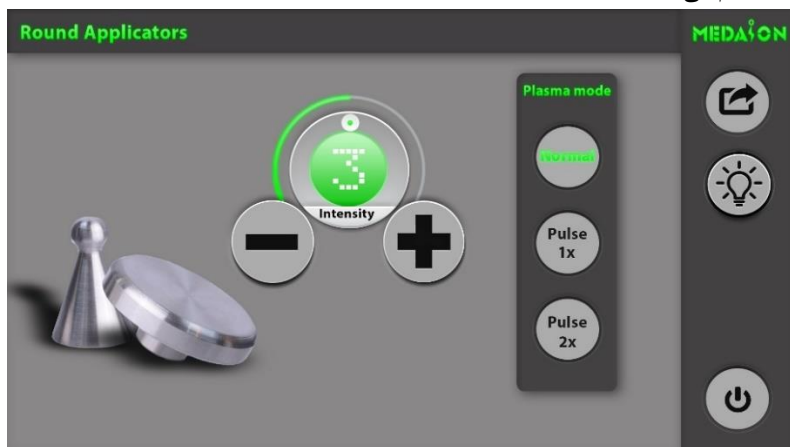 Round Applicators
MEDAION
Plasma mode
Normal
3
Intensity
Pulse
1x
Pulse
2x